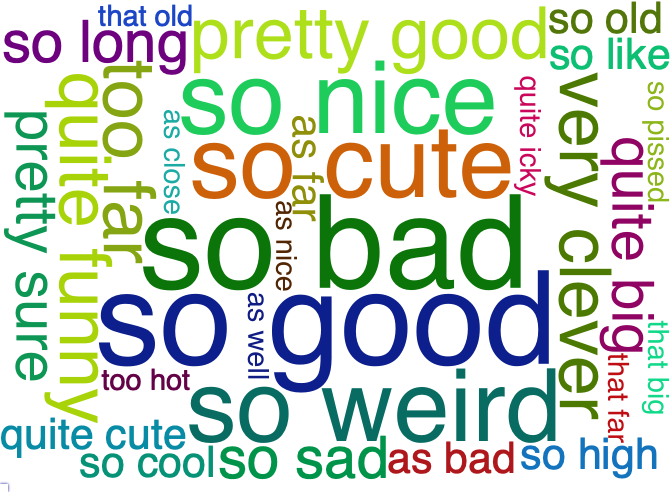 that old
so long
pretty good
so old
so like
too far
quite funny
so nice
very clever
so pissed
quite icky
as close
pretty sure
as far
so cute
quite big
as nice
so bad
so good
as well
that big
that far
too hot
so weird
quite cute
so cool
so sad
as bad
so high